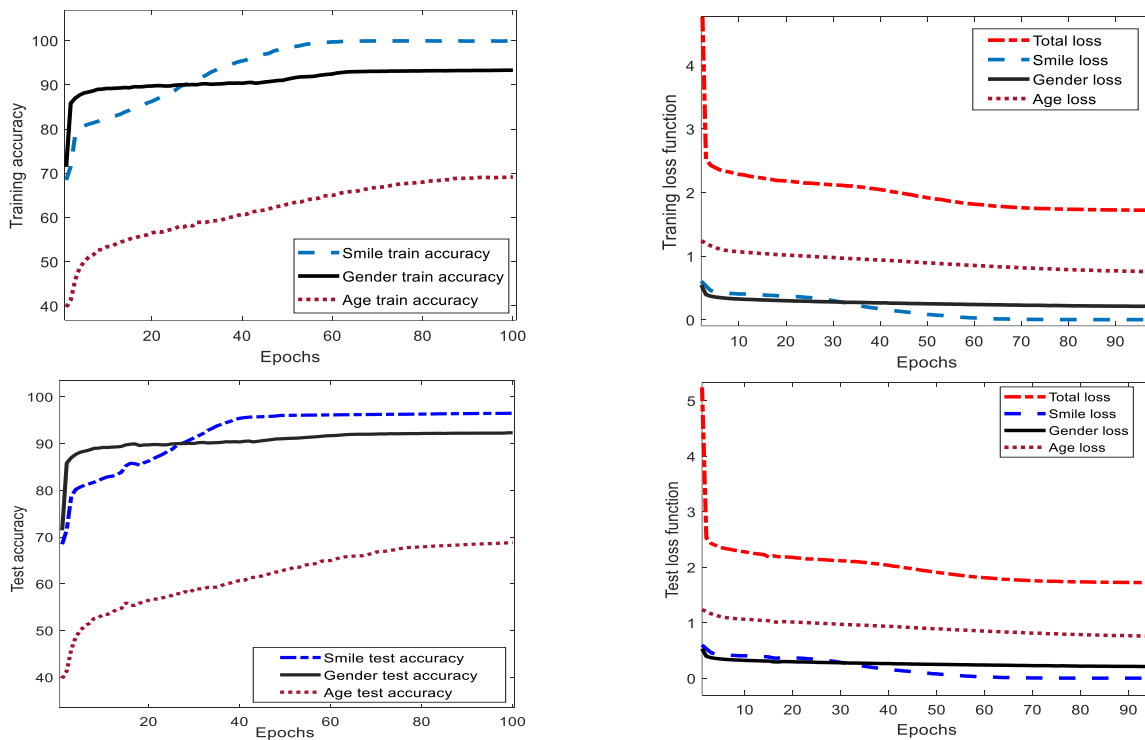 Training accuracy
100
90
80
70
60
50
40
Smile train accuracy
Gender train accuracy
Age train accuracy
20
40
60
80
100
Epochs
Traning loss function
4
3
2
1
0
Total loss
Smile loss
Gender loss
Age loss
10
20
30
40
50
60
70
80
90
Epochs
Test accuracy
100
90
80
70
60
50
40
Smile test accuracy
Gender test accuracy
Age test accuracy
20
40
60
80
100
Epochs
Test loss function
5
4
3
2
1
0
Total loss
Smile loss
Gender loss
Age loss
10
20
30
40
50
60
70
80
90
Epochs